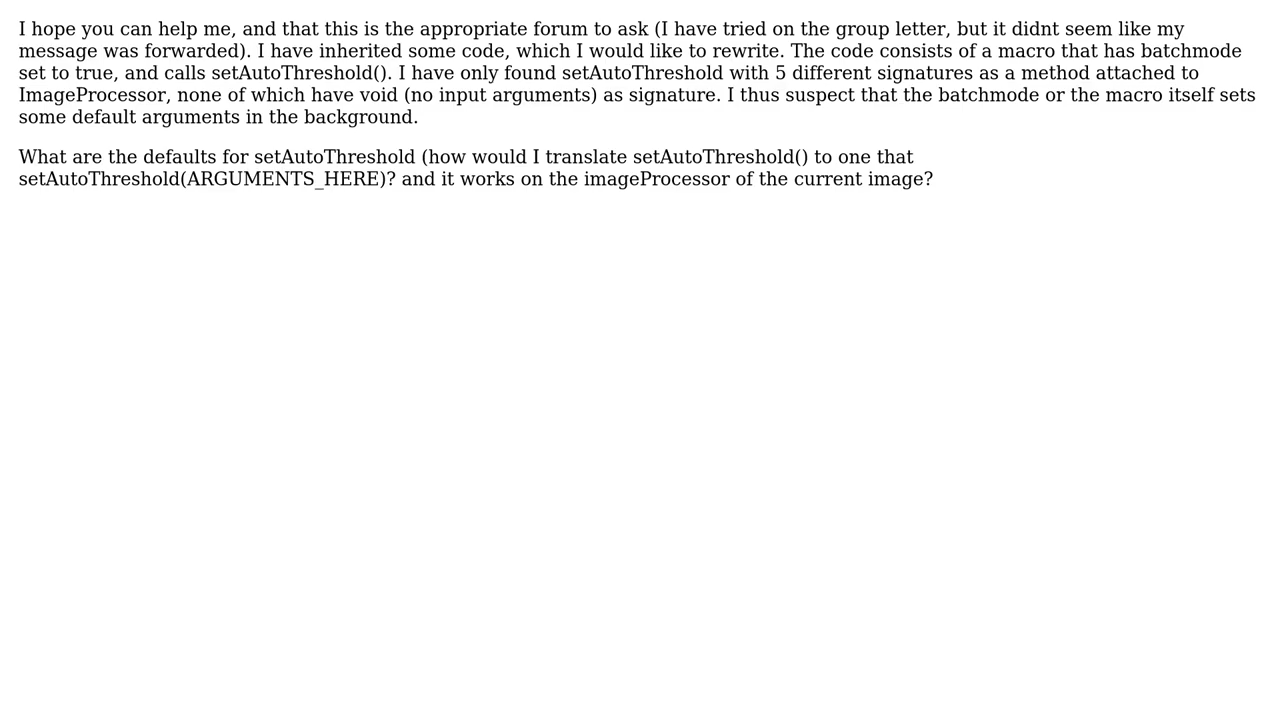 I hope you can help me, and that this is the appropriate forum to ask (I have tried on the group letter, but it didnt seem like my
message was forwarded). I have inherited some code, which I would like to rewrite. The code consists of a macro that has batchmode
set to true, and calls setAutoThreshold(). I have only found setAutoThreshold with 5 different signatures as a method attached to
ImageProcessor, none of which have void (no input arguments) as signature. I thus suspect that the batchmode or the macro itself sets
some default arguments in the background.
What are the defaults for setAutoThreshold (how would I translate setAutoThreshold() to one that
setAutoThreshold(ARGUMENTS_HERE)? and it works on the imageProcessor of the current image?